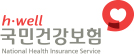 h·well
국민건강보험
National Health Insurance Service